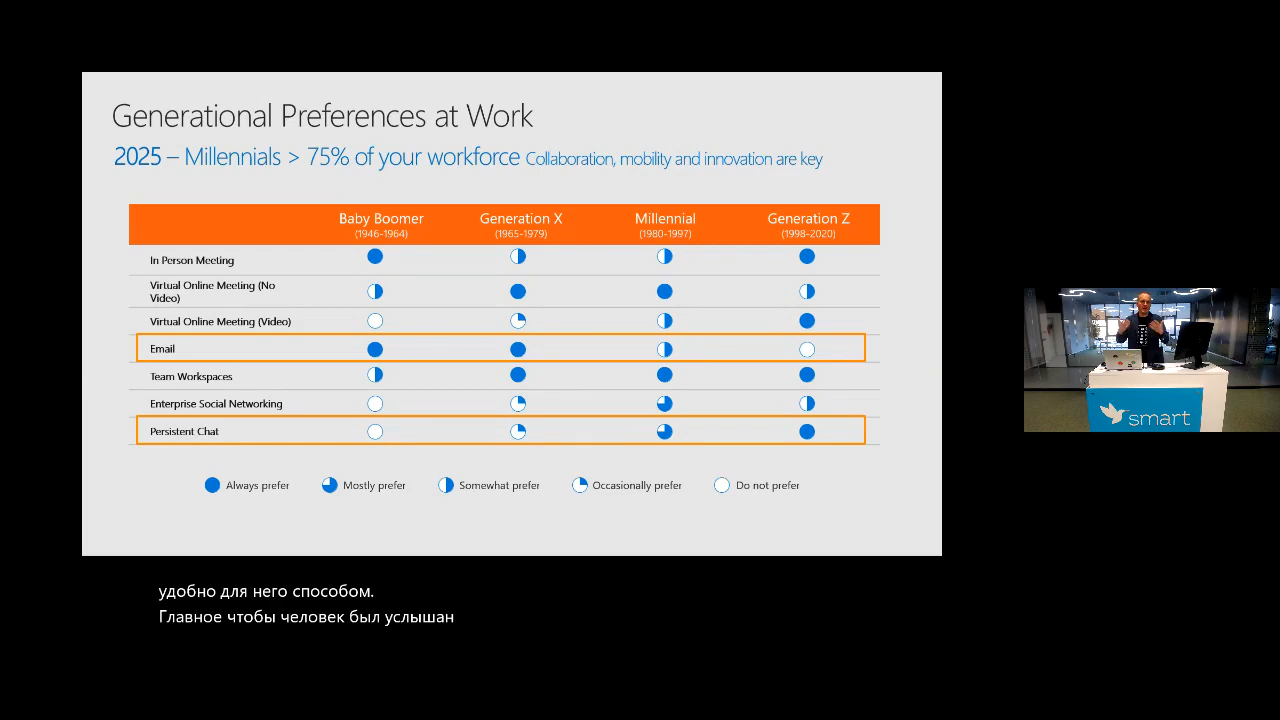 Generational Preferences at Work
2025 – Millennials > 75% of your workforce Collaboration, mobility and innovation are key
Baby Boomer Generation X Millennial Generation Z
(1946-1964) (1965-1979) (1980-1997) (1998-2020)
In Person Meeting
Virtual Online Meeting (No
Video)
Virtual Online Meeting (Video)
Email
Team Workspaces
Enterprise Social Networking
Persistent Chat
Always prefer Mostly prefer Somewhat prefer Occasionally prefer Do not prefer
smart
удобно для него способом.
Главное чтобы человек был услышан